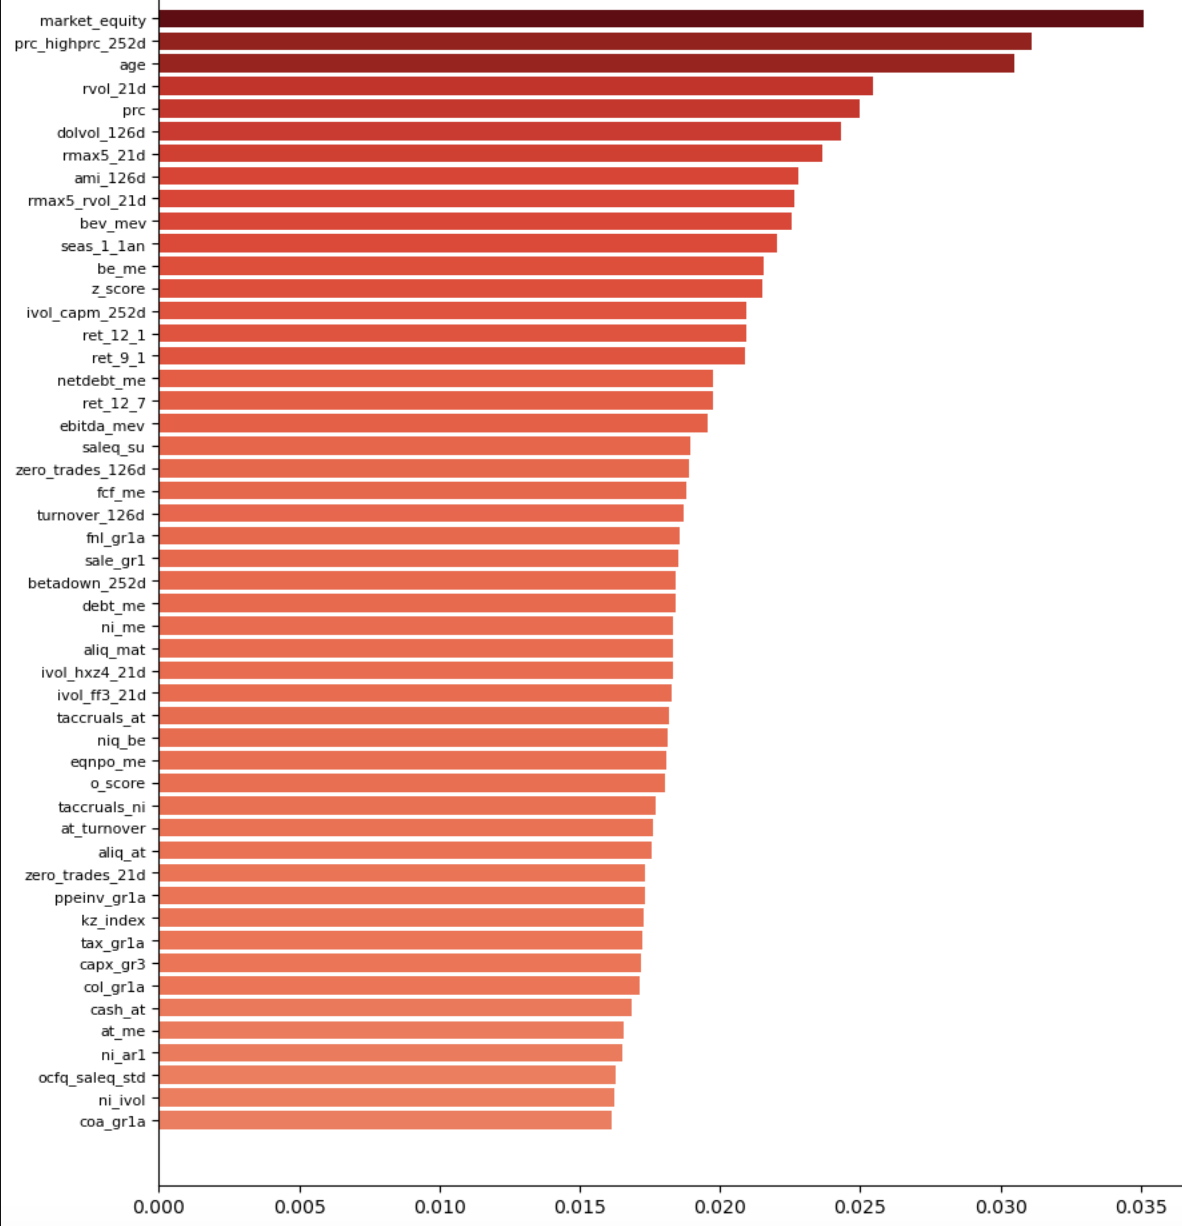 market_equity
prc_highprc_252d
age
rvol_21d
prc
dolvol_126d
rmax5_21d
ami_126d
rmax5_rvol_21d
bev_mev
seas_1_1an
be_me
z_score
ivol_capm_252d
ret_12_1
ret_9_1
netdebt_me
ret_12_7
ebitda_mev
saleq_su
zero_trades_126d
fcf_me
turnover_126d
fnl_gr1a
sale_gr1
betadown_252d
debt_me
ni_me
aliq_mat
ivol_hxz4_21d
ivol_ff3_21d
taccruals_at
niq_be
eqnpo_me
o_score
taccruals_ni
at_turnover
aliq_at
zero_trades_21d
ppeinv_gr1a
kz_index
tax_gr1a
capx_gr3
col_gr1a
cash_at
at_me
ni_ar1
ocfq_saleq_std
ni_ivol
coa_gr1a
0.000 0.005 0.010 0.015 0.020 0.025 0.030 0.035